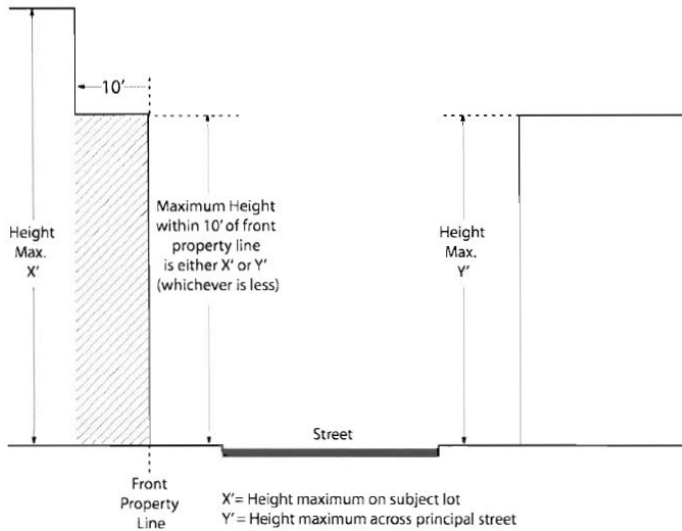 10'
Maximum Height
within 10' of front
property line
is either X' or Y'
(whichever is less)
Height
Max.
X'
Height
Max.
Y'
Street
Front
Property
Line
X'= Height maximum on subject lot
Y'= Height maximum across principal street